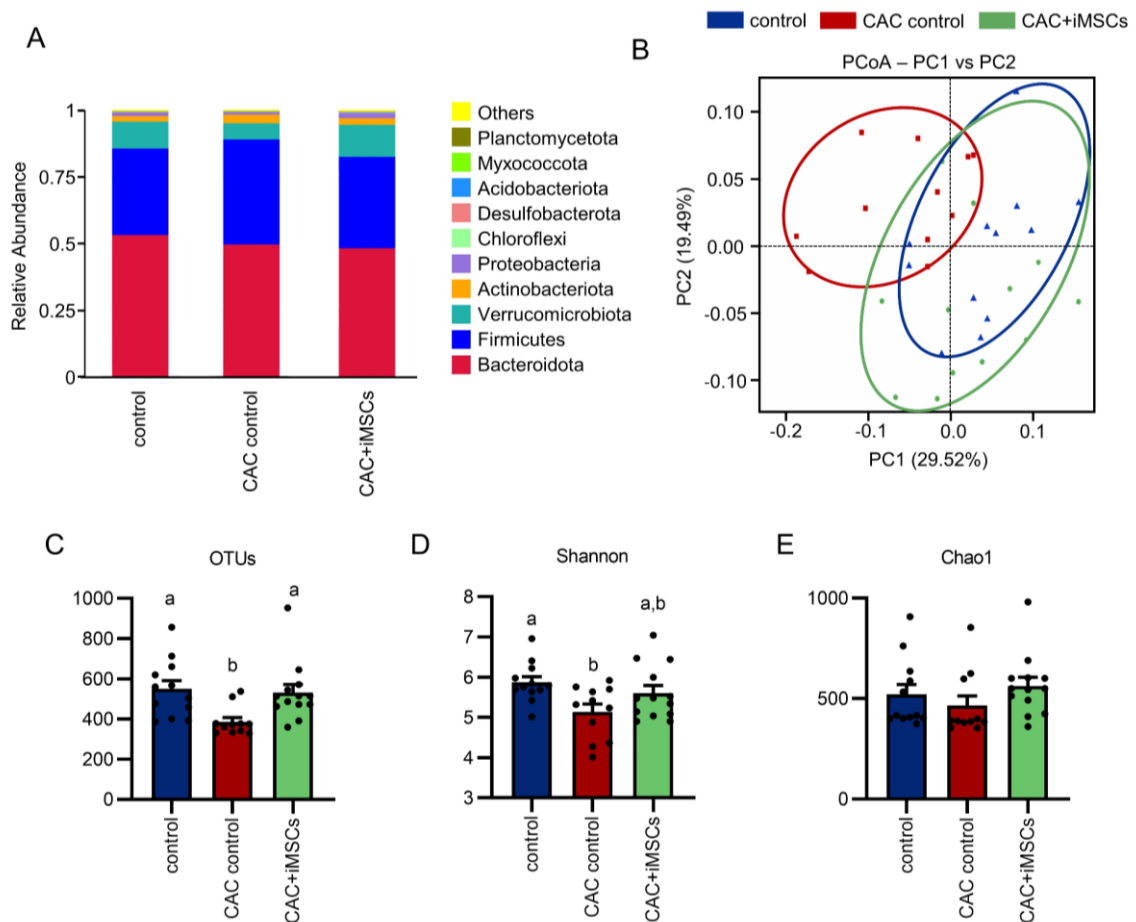 control CAC control CAC+iMSCs
A
B
PCoA – PC1 vs PC2
1
0.75
0.5
0.25
0
Relative Abundance
control
CAC control
CAC+iMSCs
Others
Planctomycetota
Myxococcota
Acidobacteriota
Desulfobacterota
Chloroflexi
Proteobacteria
Actinobacteriota
Verrucomicrobiota
Firmicutes
Bacteroidota
0.10
0.05
0.00
-0.05
-0.10
PC2 (19.49%)
-0.2 -0.1 0.0 0.1
PC1 (29.52%)
C
OTUs
1000
800
600
400
200
0
a
b
a
control
CAC control
CAC+iMSCs
D
Shannon
8
7
6
5
4
3
a
b
a,b
control
CAC control
CAC+iMSCs
E
Chao1
1000
500
0
control
CAC control
CAC+iMSCs